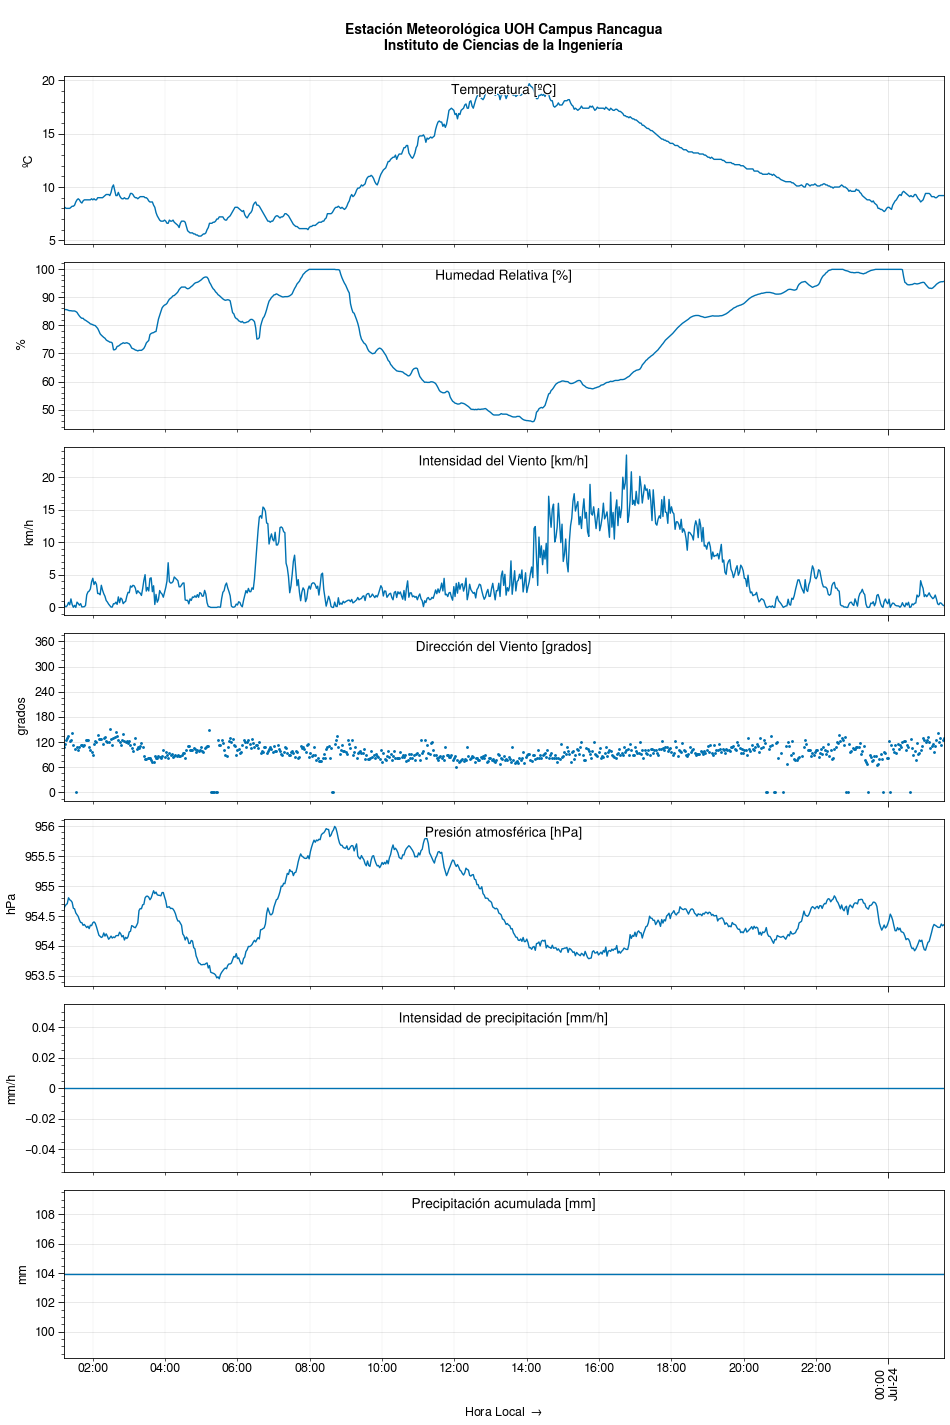 Estación Meteorológica UOH Campus Rancagua
Instituto de Ciencias de la Ingeniería
Temperatura [ºC]
ºC
20
15
10
5
Humedad Relativa [%]
%
100
90
80
70
60
50
Intensidad del Viento [km/h]
km/h
20
15
10
5
0
Dirección del Viento [grados]
grados
360
300
240
180
120
60
0
Presión atmosférica [hPa]
hPa
956
955.5
955
954.5
954
953.5
Intensidad de precipitación [mm/h]
mm/h
0.04
0.02
0
−0.02
−0.04
Precipitación acumulada [mm]
mm
108
106
104
102
100
02:00 04:00 06:00 08:00 10:00 12:00 14:00 16:00 18:00 20:00 22:00 00:00
Jul-24
Hora Local →